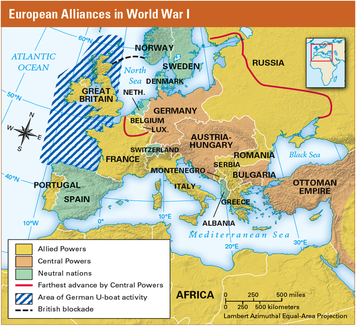 European Alliances in World War I
60°N
NORWAY
ATLANTIC
OCEAN
North
Sea
SWEDEN
RUSSIA
DENMARK
50°N
GREAT
BRITAIN
NETH.
GERMANY
BELGIUM
LUX.
N
W
E
S
AUSTRIA-
HUNGARY
FRANCE
SWITZERLAND
ROMANIA
MONTENEGRO
SERBIA
Black Sea
40°N
PORTUGAL
ITALY
BULGARIA
SPAIN
OTTOMAN
EMPIRE
GREECE
ALBANIA
10°W
0°
10°E
Mediterranean Sea
20°E
30°E
Allied Powers
Central Powers
Neutral nations
Farthest advance by Central Powers
Area of German U-boat activity
British blockade
AFRICA
0 250 500 miles
0 250 500 kilometers
Lambert Azimuthal Equal-Area Projection